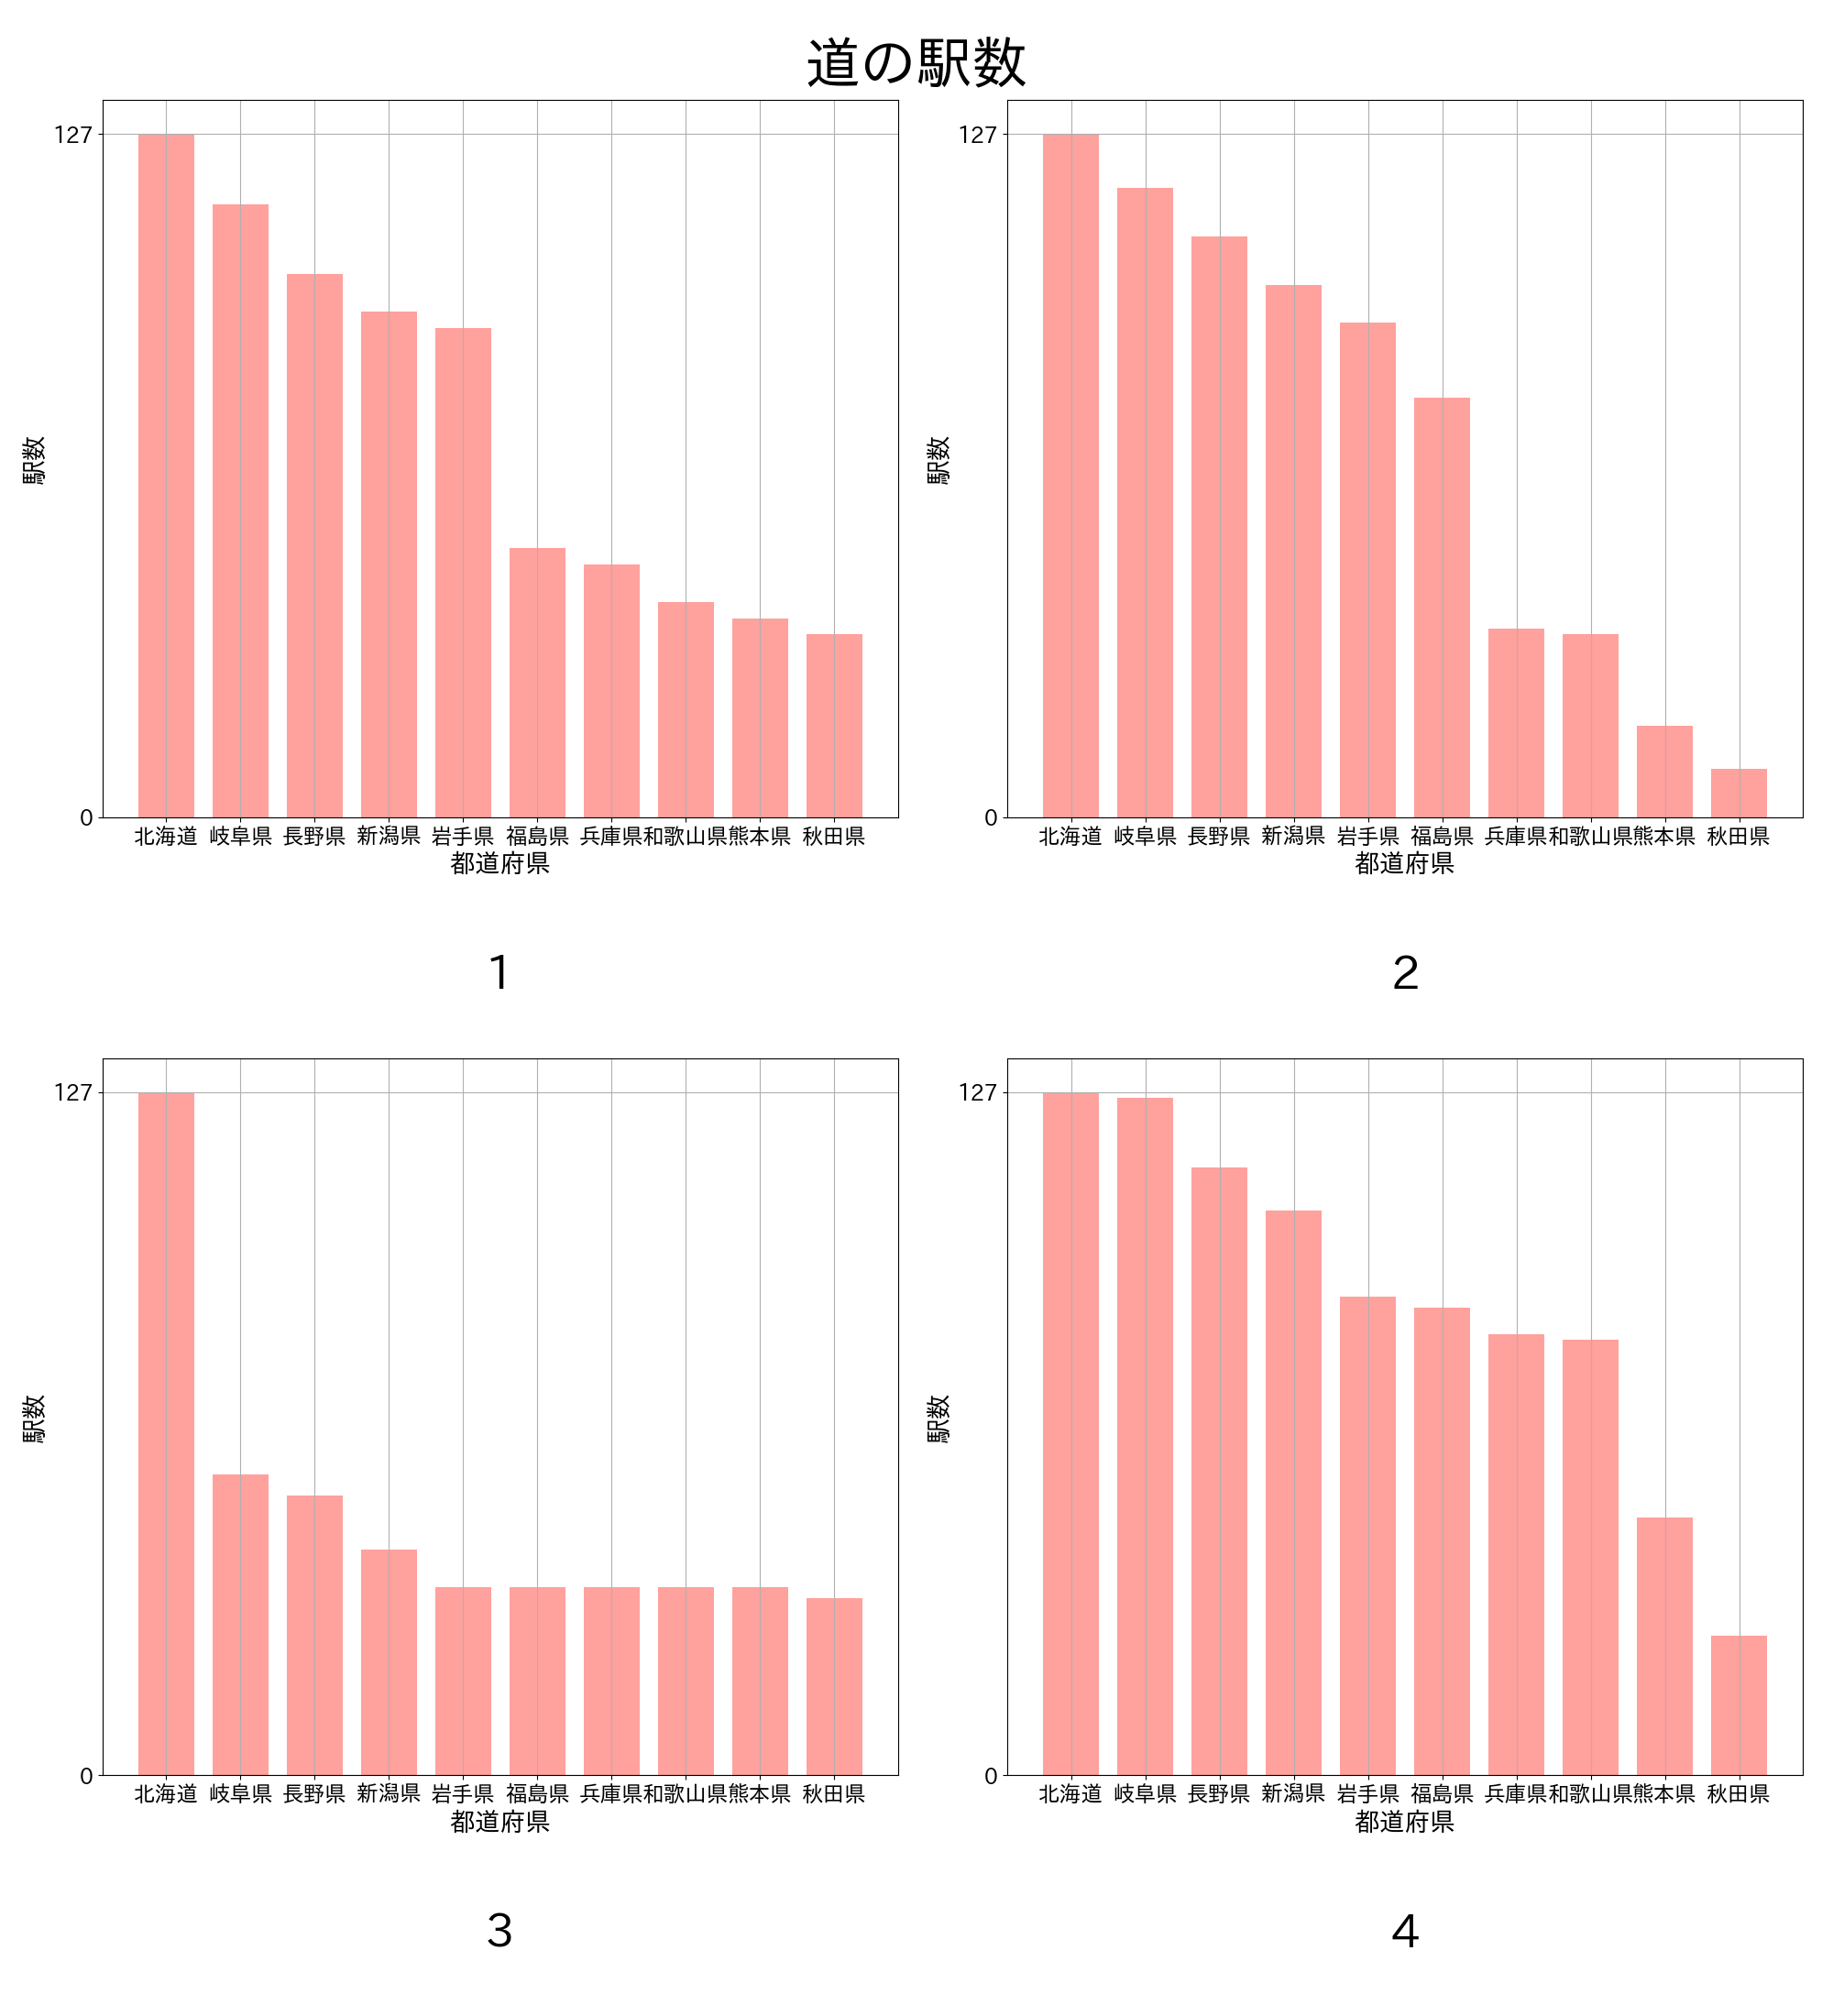 道の駅数
127
駅数
0
北海道 岐阜県 長野県 新潟県 岩手県 福島県 兵庫県 和歌山県 熊本県 秋田県
都道府県
1
127
駅数
0
北海道 岐阜県 長野県 新潟県 岩手県 福島県 兵庫県 和歌山県 熊本県 秋田県
都道府県
2
127
駅数
0
北海道 岐阜県 長野県 新潟県 岩手県 福島県 兵庫県 和歌山県 熊本県 秋田県
都道府県
3
127
駅数
0
北海道 岐阜県 長野県 新潟県 岩手県 福島県 兵庫県 和歌山県 熊本県 秋田県
都道府県
4